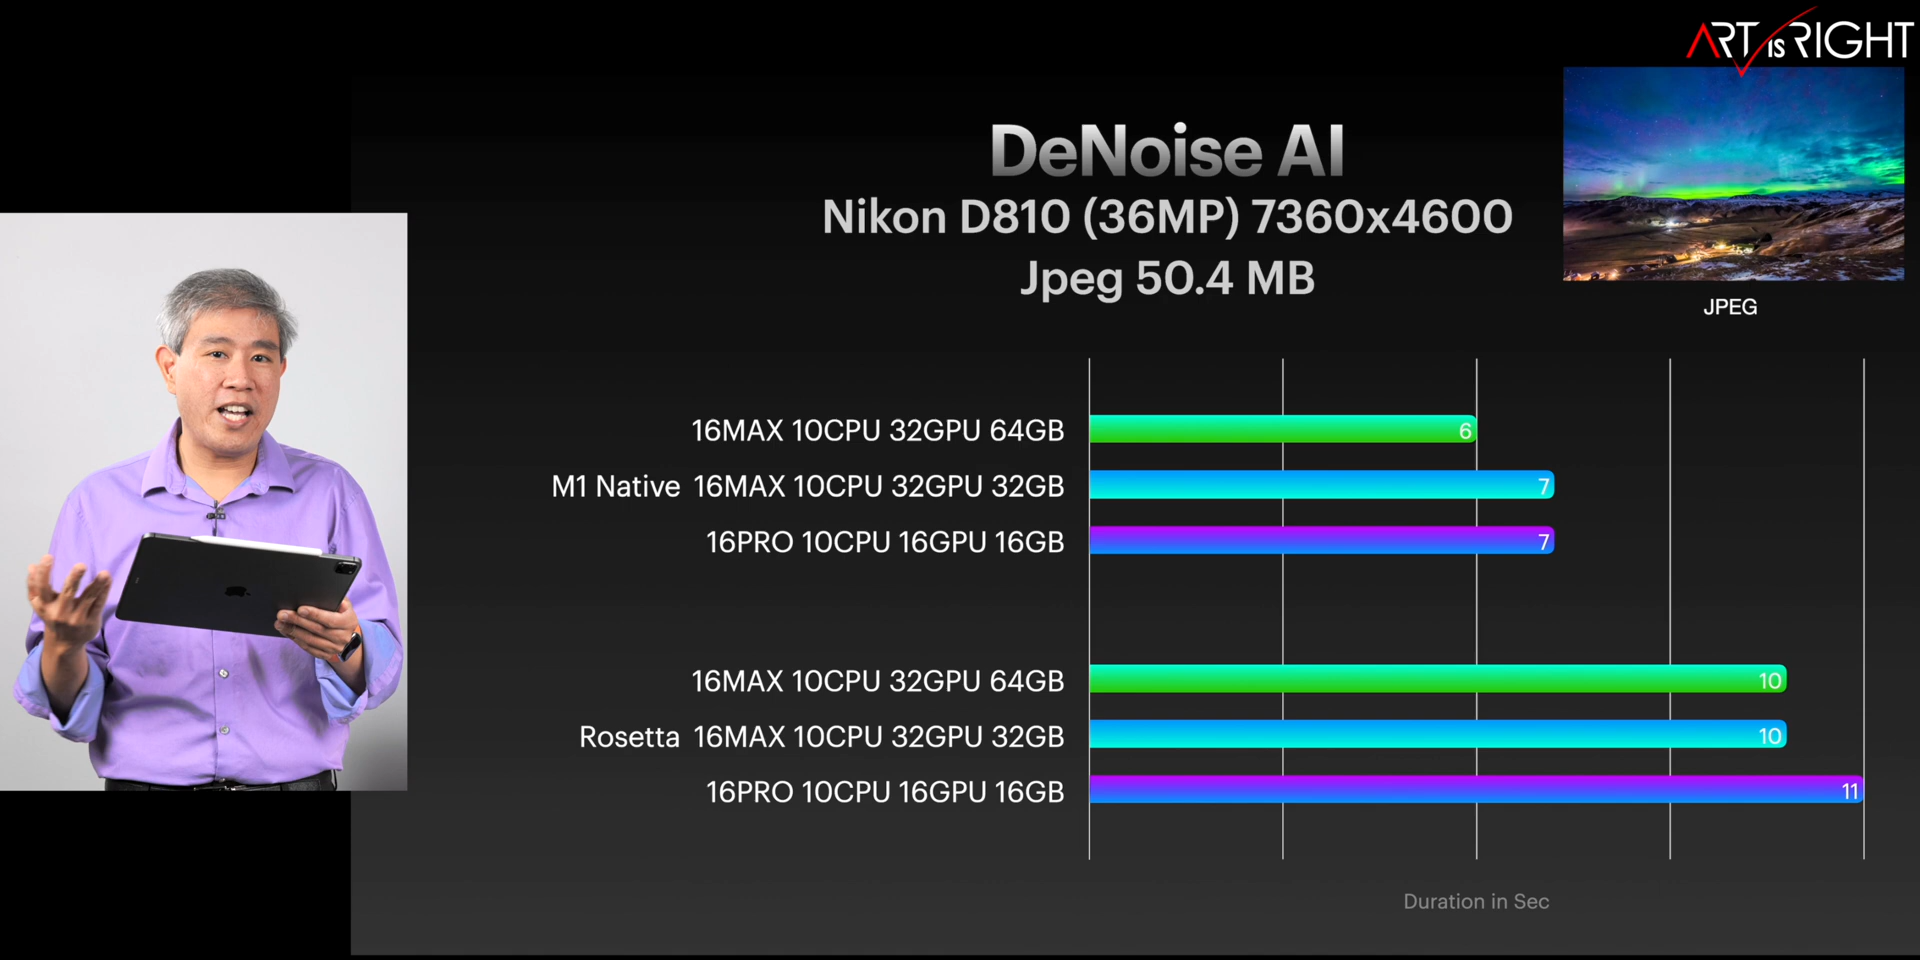 ART IS RIGHT
DeNoise AI
Nikon D810 (36MP) 7360x4600
Jpeg 50.4 MB
JPEG
16MAX 10CPU 32GPU 64GB 6
M1 Native 16MAX 10CPU 32GPU 32GB 7
16PRO 10CPU 16GPU 16GB 7
16MAX 10CPU 32GPU 64GB 10
Rosetta 16MAX 10CPU 32GPU 32GB 10
16PRO 10CPU 16GPU 16GB 11
Duration in Sec